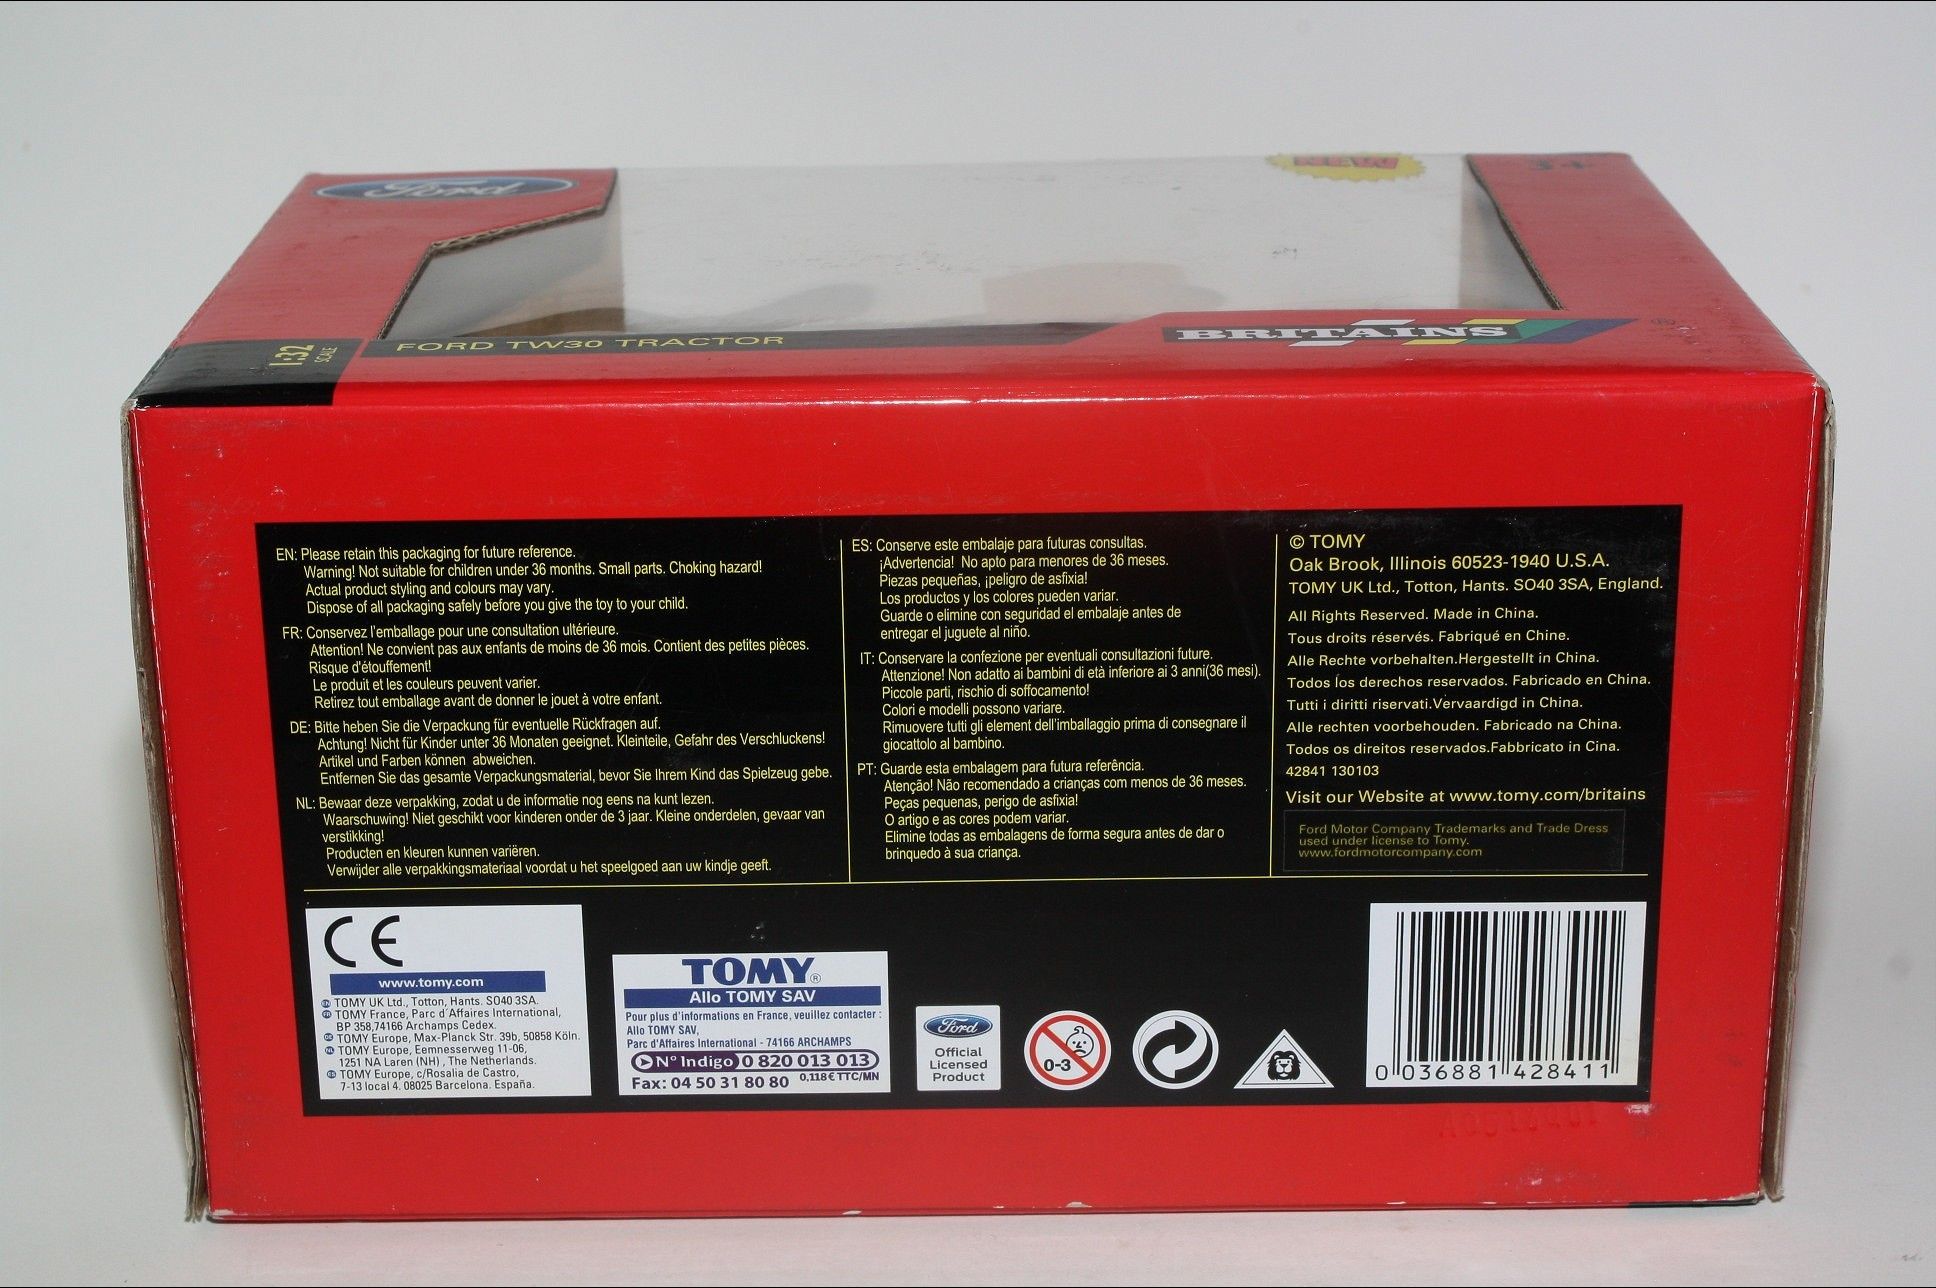 Ford
NEW
3+
1:32
SCALE
FORD TW30 TRACTOR
BRITAINS
®
EN: Please retain this packaging for future reference.
Warning! Not suitable for children under 36 months. Small parts. Choking hazard!
Actual product styling and colours may vary.
Dispose of all packaging safely before you give the toy to your child.
FR: Conservez l'emballage pour une consultation ultérieure.
Attention! Ne convient pas aux enfants de moins de 36 mois. Contient des petites pièces.
Risque d'étouffement!
Le produit et les couleurs peuvent varier.
Retirez tout emballage avant de donner le jouet à votre enfant.
DE: Bitte heben Sie die Verpackung für eventuelle Rückfragen auf.
Achtung! Nicht für Kinder unter 36 Monaten geeignet. Kleinteile, Gefahr des Verschluckens!
Artikel und Farben können abweichen.
Entfernen Sie das gesamte Verpackungsmaterial, bevor Sie Ihrem Kind das Spielzeug gebe.
NL: Bewaar deze verpakking, zodat u de informatie nog eens na kunt lezen.
Waarschuwing! Niet geschikt voor kinderen onder de 3 jaar. Kleine onderdelen, gevaar van
verstikking!
Producten en kleuren kunnen variëren.
Verwijder alle verpakkingsmateriaal voordat u het speelgoed aan uw kindje geeft.
ES: Conserve este embalaje para futuras consultas.
¡Advertencia! No apto para menores de 36 meses.
Piezas pequeñas, ¡peligro de asfixia!
Los productos y los colores pueden variar.
Guarde o elimine con seguridad el embalaje antes de
entregar el juguete al niño.
IT: Conservare la confezione per eventuali consultazioni future.
Attenzione! Non adatto ai bambini di età inferiore ai 3 anni(36 mesi).
Piccole parti, rischio di soffocamento!
Colori e modelli possono variare.
Rimuovere tutti gli element dell'imballaggio prima di consegnare il
giocattolo al bambino.
PT: Guarde esta embalagem para futura referência.
Atenção! Não recomendado a crianças com menos de 36 meses.
Peças pequenas, perigo de asfixia!
O artigo e as cores podem variar.
Elimine todas as embalagens de forma segura antes de dar o
brinquedo à sua criança.
© TOMY
Oak Brook, Illinois 60523-1940 U.S.A.
TOMY UK Ltd., Totton, Hants. SO40 3SA, England.
All Rights Reserved. Made in China.
Tous droits réservés. Fabriqué en Chine.
Alle Rechte vorbehalten.Hergestellt in China.
Todos los derechos reservados. Fabricado en China.
Tutti i diritti riservati.Vervaardigd in China.
Alle rechten voorbehouden. Fabricado na China.
Todos os direitos reservados.Fabbricato in Cina.
42841 130103
Visit our Website at www.tomy.com/britains
Ford Motor Company Trademarks and Trade Dress
used under license to Tomy.
www.fordmotorcompany.com
CE
www.tomy.com
EN TOMY UK Ltd., Totton, Hants. SO40 3SA.
FR TOMY France, Parc d'Affaires International,
BP 358,74166 Archamps Cedex.
DE TOMY Europe, Max-Planck Str. 39b, 50858 Köln.
NL TOMY Europe, Eemnesserweg 11-06,
1251 NA Laren (NH) , The Netherlands.
ES TOMY Europe, c/Rosalia de Castro,
7-13 local 4. 08025 Barcelona. España.
TOMY®
Allo TOMY SAV
Pour plus d'informations en France, veuillez contacter :
Allo TOMY SAV,
Parc d'Affaires International - 74166 ARCHAMPS
N° Indigo 0 820 013 013
Fax: 04 50 31 80 80 0,118 € TTC/MN
Ford
Official
Licensed
Product
0-3
0 036881 428411